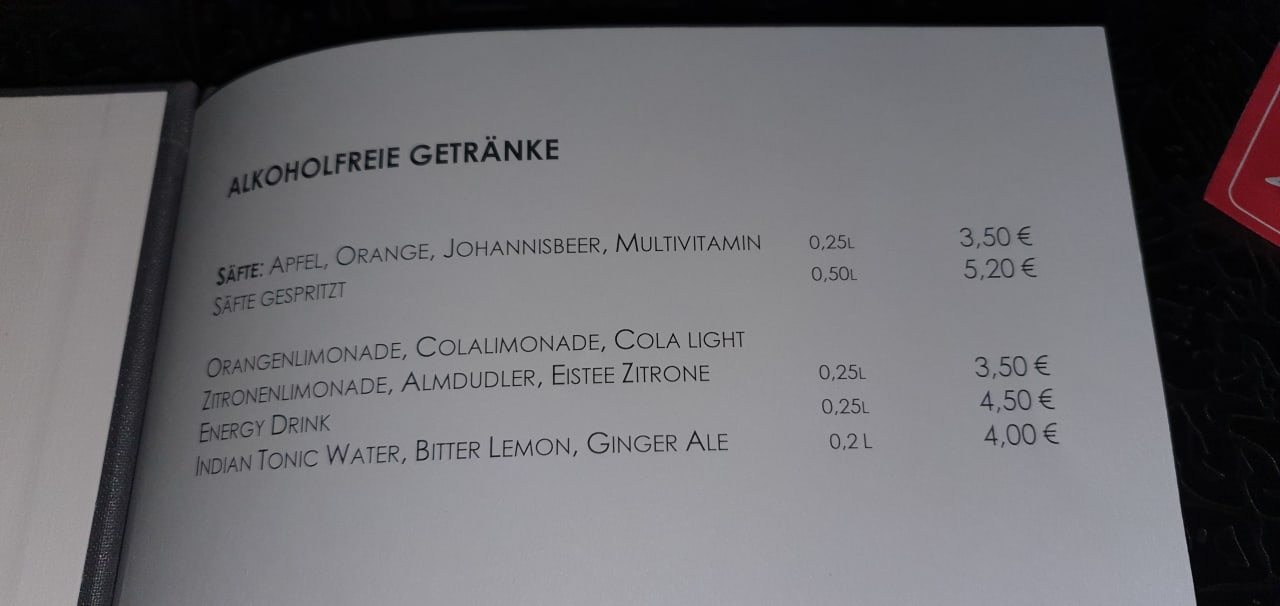 ALKOHOLFREIE GETRÄNKE
SÄFTE: APFEL, ORANGE, JOHANNISBEER, MULTIVITAMIN 0,25L 3,50 €
SÄFTE GESPRITZT 0,50L 5,20 €
ORANGENLIMONADE, COLALIMONADE, COLA LIGHT
ZITRONENLIMONADE, ALMDUDLER, EISTEE ZITRONE 0,25L 3,50 €
ENERGY DRINK 0,25L 4,50 €
INDIAN TONIC WATER, BITTER LEMON, GINGER ALE 0,2 L 4,00 €